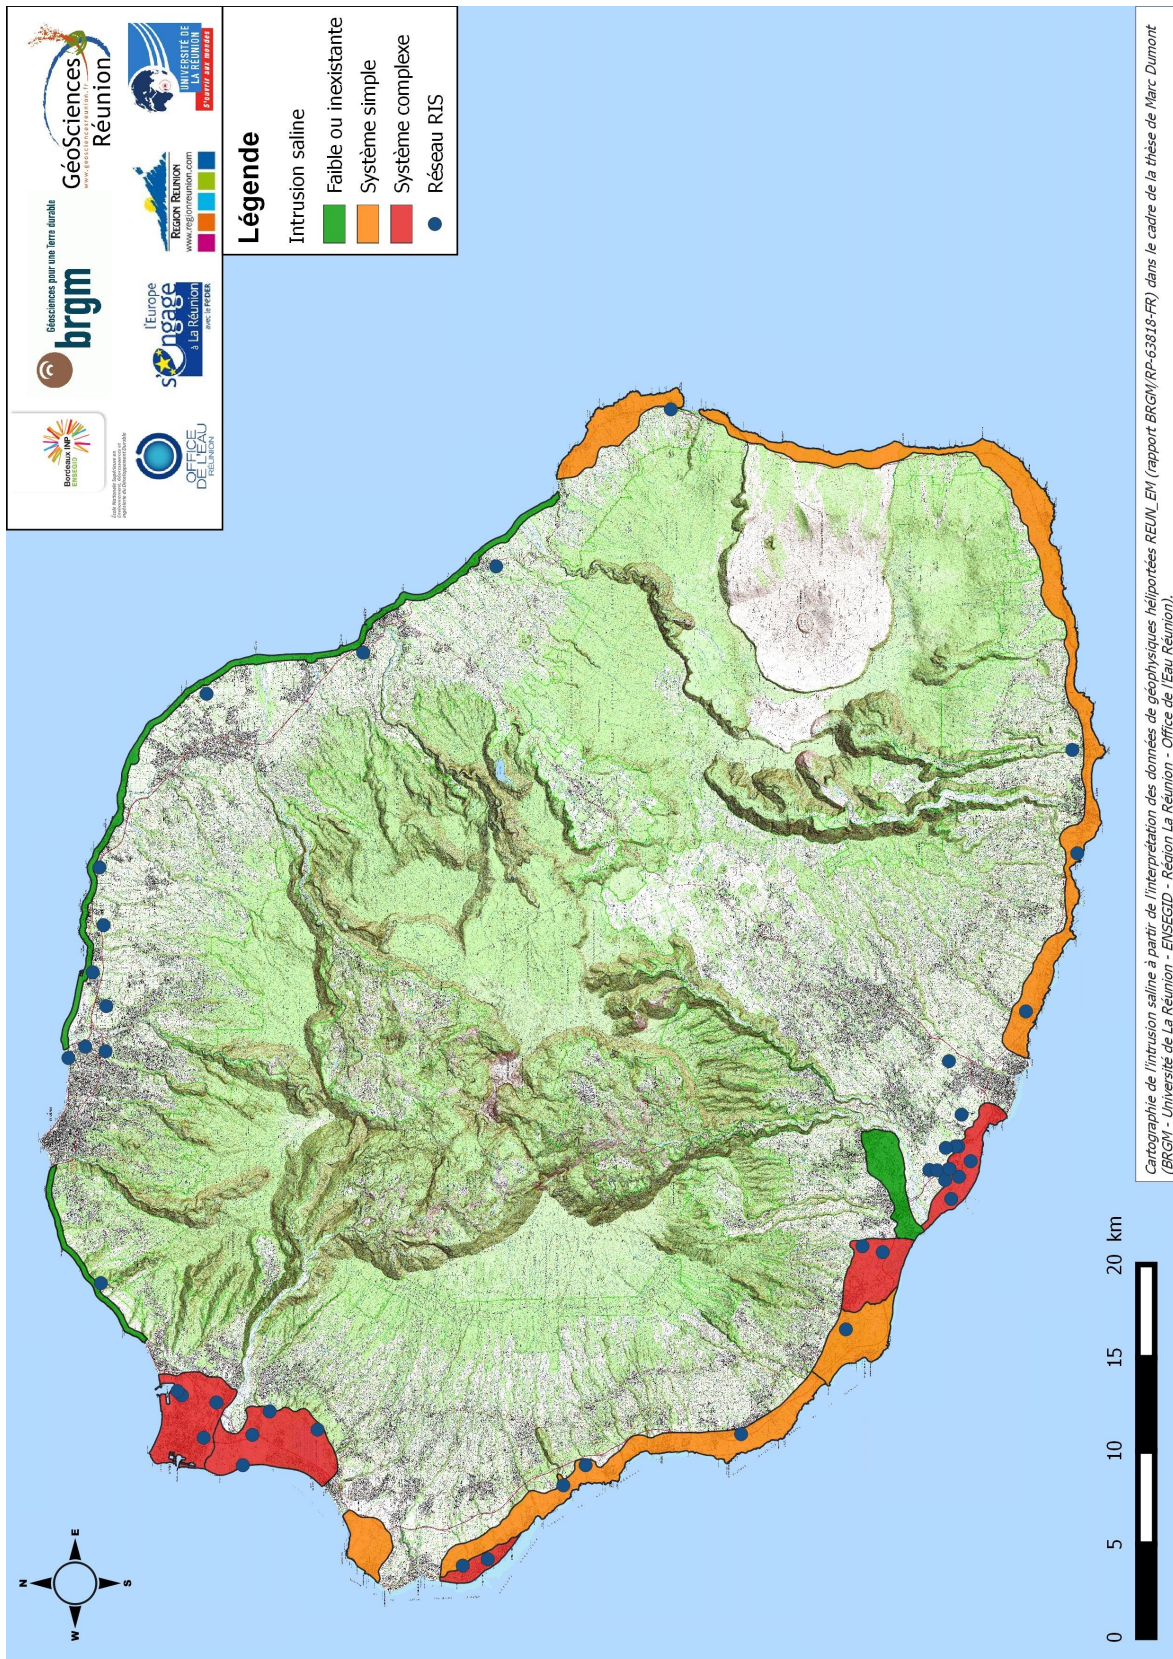 Bordeaux INP
ENSEGID
Géosciences pour une Terre durable
brgm
GéoSciences
Réunion
www.geosciencesreunion.fr
OFFICE
DE L'EAU
RÉUNION
l'Europe
s'engage
à La Réunion
avec le FEDER
REGION REUNION
www.regionreunion.com
UNIVERSITÉ DE
LA RÉUNION
S'ouvrir aux mondes
Légende
Intrusion saline
Faible ou inexistante
Système simple
Système complexe
Réseau RIS
N
W
E
S
0 5 10 15 20 km
Cartographie de l'intrusion saline à partir de l'interprétation des données de géophysiques héliportées REUN_EM (rapport BRGM/RP-63818-FR) dans le cadre de la thèse de Marc Dumont
(BRGM - Université de La Réunion - ENSEGID - Région La Réunion - Office de l'Eau Réunion).